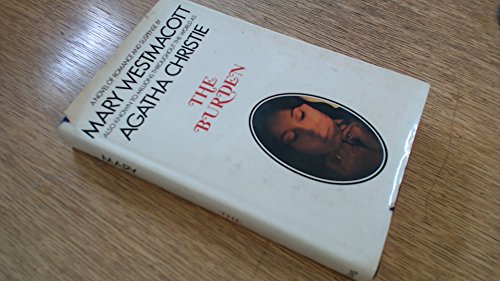 A NOVEL OF ROMANCE AND SUSPENSE BY
MARY WESTMACOTT
ALSO KNOWN TO MILLIONS THROUGHOUT THE WORLD AS
AGATHA CHRISTIE
THE
BURDEN